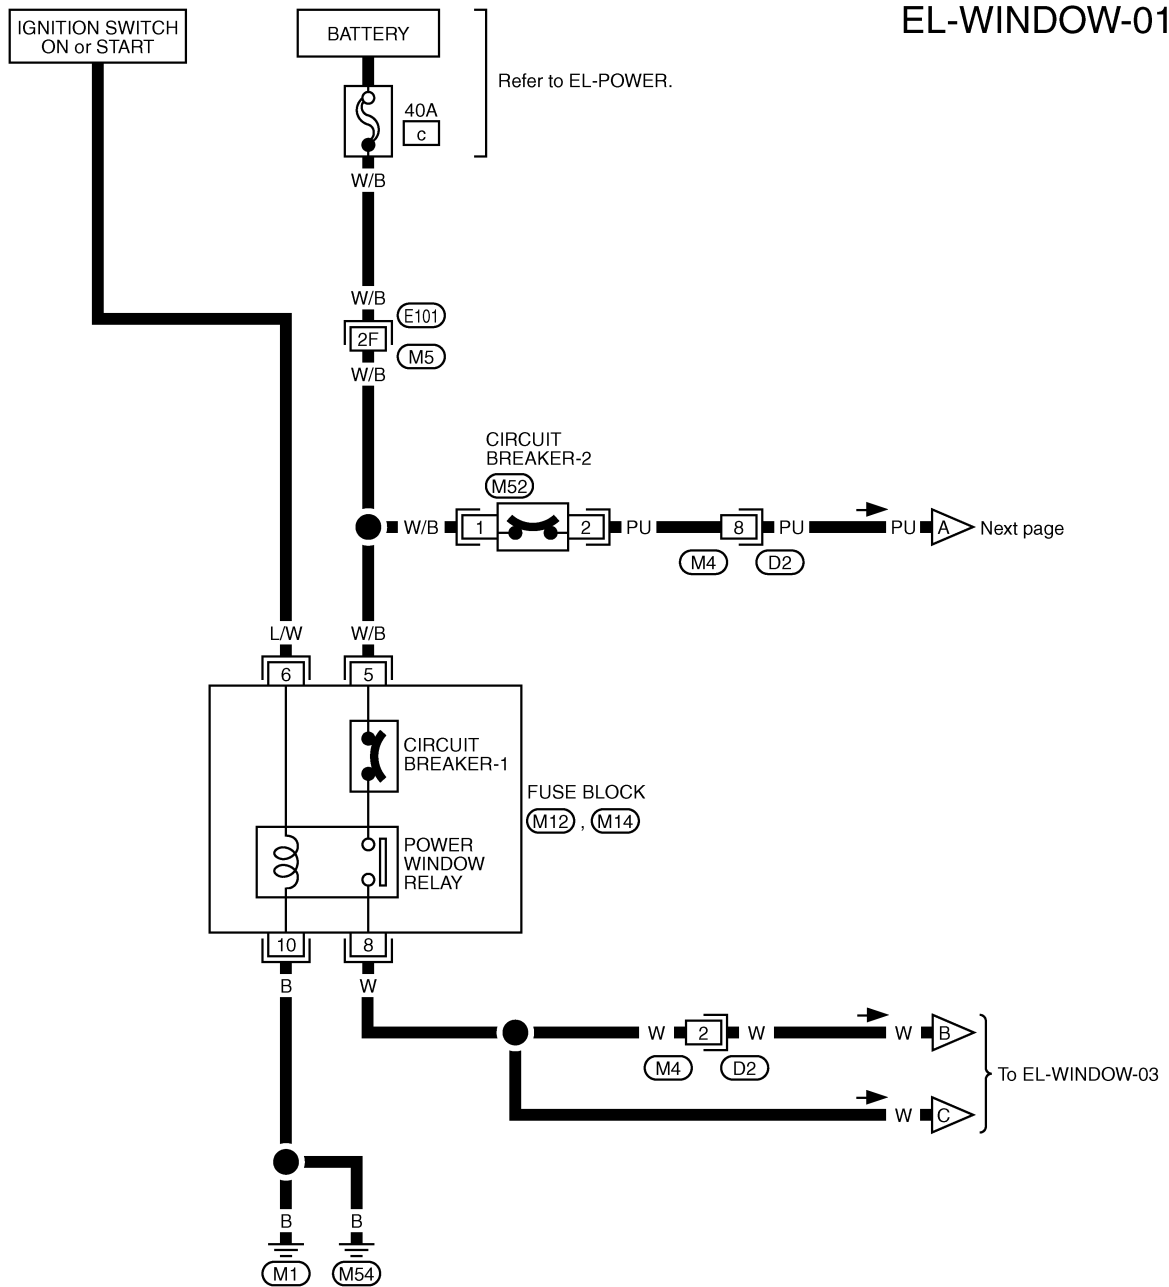 EL-WINDOW-01
IGNITION SWITCH
ON or START
BATTERY
Refer to EL-POWER.
40A
c
W/B
W/B
E101
2F
M5
W/B
CIRCUIT
BREAKER-2
M52
W/B 1 2 PU 8 PU PU A Next page
M4 D2
L/W W/B
6 5
CIRCUIT
BREAKER-1
FUSE BLOCK
M12 , M14
POWER
WINDOW
RELAY
10 8
B W
W 2 W W B
M4 D2
To EL-WINDOW-03
W C
B B
M1 M54